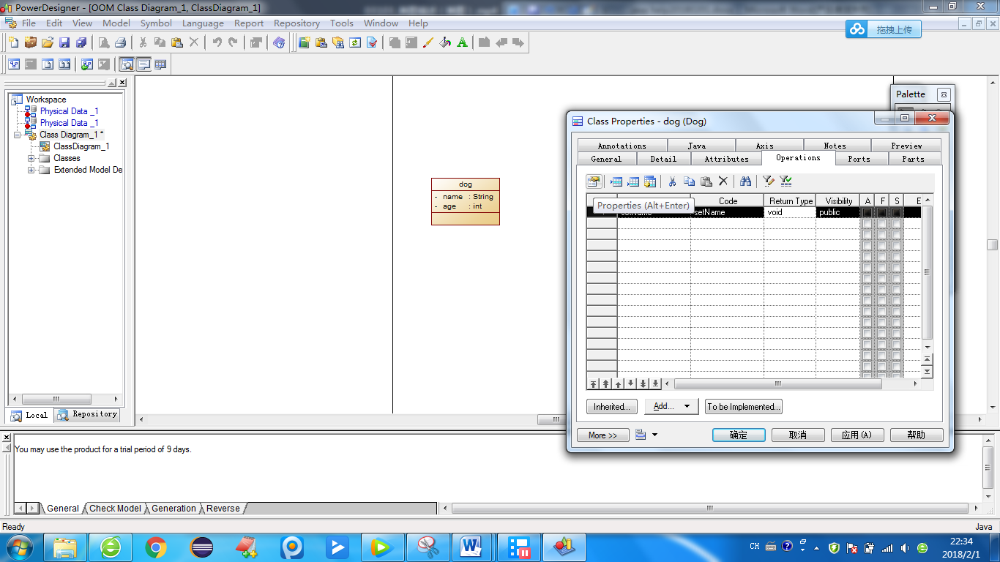 PowerDesigner - [OOM Class Diagram_1, ClassDiagram_1]
File Edit View Model Symbol Language Report Repository Tools Window Help
拖拽上传
Workspace
Physical Data _1
Physical Data _1
Class Diagram_1 *
ClassDiagram_1
Classes
Extended Model De
Local Repository
dog
- name : String
- age : int
Palette
Class Properties - dog (Dog)
Annotations Java Axis Notes Preview
General Detail Attributes Operations Ports Parts
Code Return Type Visibility A F S E
Properties (Alt+Enter)
setName void public
Inherited... Add... To be Implemented...
More >> 确定 取消 应用(A) 帮助
You may use the product for a trial period of 9 days.
General Check Model Generation Reverse
Ready Java
CH 22:34
2018/2/1